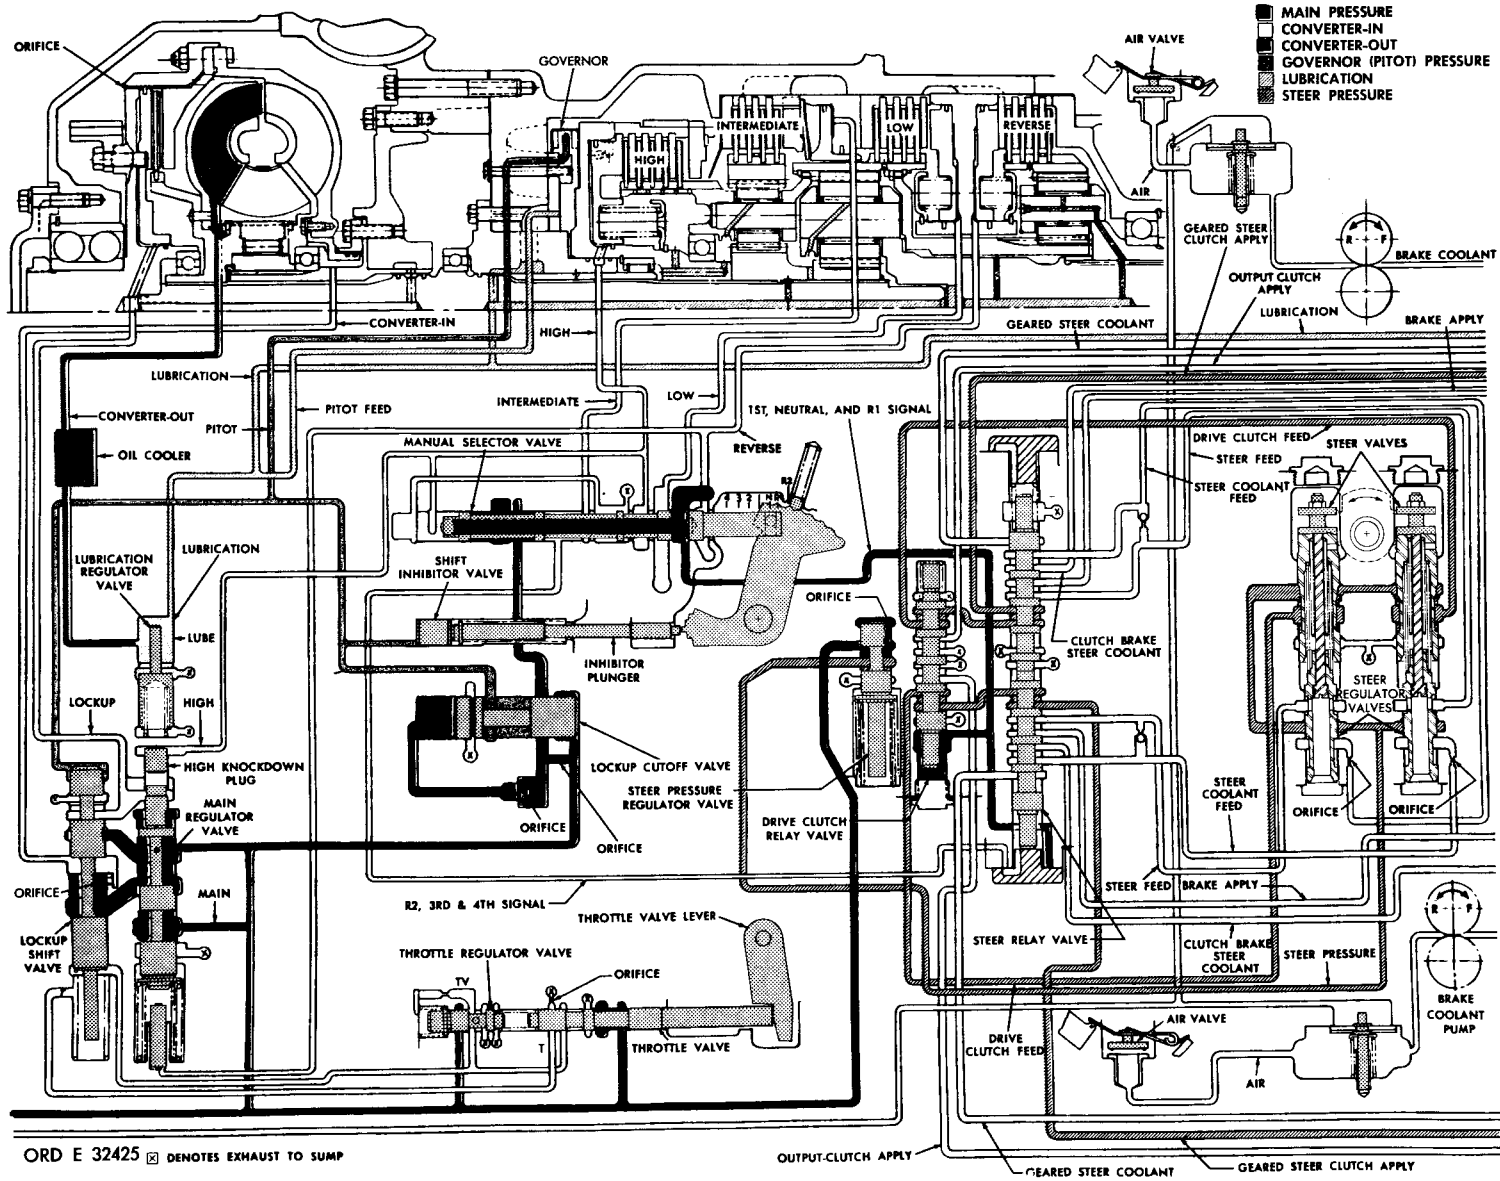 MAIN PRESSURE
CONVERTER-IN
CONVERTER-OUT
GOVERNOR (PITOT) PRESSURE
LUBRICATION
STEER PRESSURE
ORIFICE
GOVERNOR
AIR VALVE
INTERMEDIATE
LOW
REVERSE
HIGH
AIR
GEARED STEER
CLUTCH APPLY
R F
BRAKE COOLANT
OUTPUT-CLUTCH
APPLY
LUBRICATION
BRAKE APPLY
CONVERTER-IN
HIGH
GEARED STEER COOLANT
LUBRICATION
INTERMEDIATE
LOW
CONVERTER-OUT
PITOT FEED
1ST, NEUTRAL, AND R1 SIGNAL
PITOT
MANUAL SELECTOR VALVE
REVERSE
DRIVE CLUTCH FEED
STEER VALVES
OIL COOLER
STEER FEED
STEER COOLANT
FEED
R2
4 3 2 1 N R1
LUBRICATION
LUBRICATION
REGULATOR
VALVE
SHIFT
INHIBITOR VALVE
ORIFICE
LUBE
CLUTCH BRAKE
STEER COOLANT
INHIBITOR
PLUNGER
STEER
REGULATOR
VALVES
LOCKUP
HIGH
HIGH KNOCKDOWN
PLUG
LOCKUP CUTOFF VALVE
STEER PRESSURE
REGULATOR VALVE
STEER
COOLANT
FEED
ORIFICE
ORIFICE
MAIN
REGULATOR
VALVE
DRIVE CLUTCH
RELAY VALVE
ORIFICE
ORIFICE
ORIFICE
MAIN
STEER FEED
BRAKE APPLY
R2, 3RD & 4TH SIGNAL
THROTTLE VALVE LEVER
R F
LOCKUP
SHIFT
VALVE
STEER RELAY VALVE
CLUTCH BRAKE
STEER
COOLANT
STEER PRESSURE
THROTTLE REGULATOR VALVE
ORIFICE
TV
BRAKE
COOLANT
PUMP
AIR VALVE
T
THROTTLE VALVE
DRIVE
CLUTCH FEED
AIR
ORD E 32425 X DENOTES EXHAUST TO SUMP
OUTPUT-CLUTCH APPLY
GEARED STEER COOLANT
GEARED STEER CLUTCH APPLY